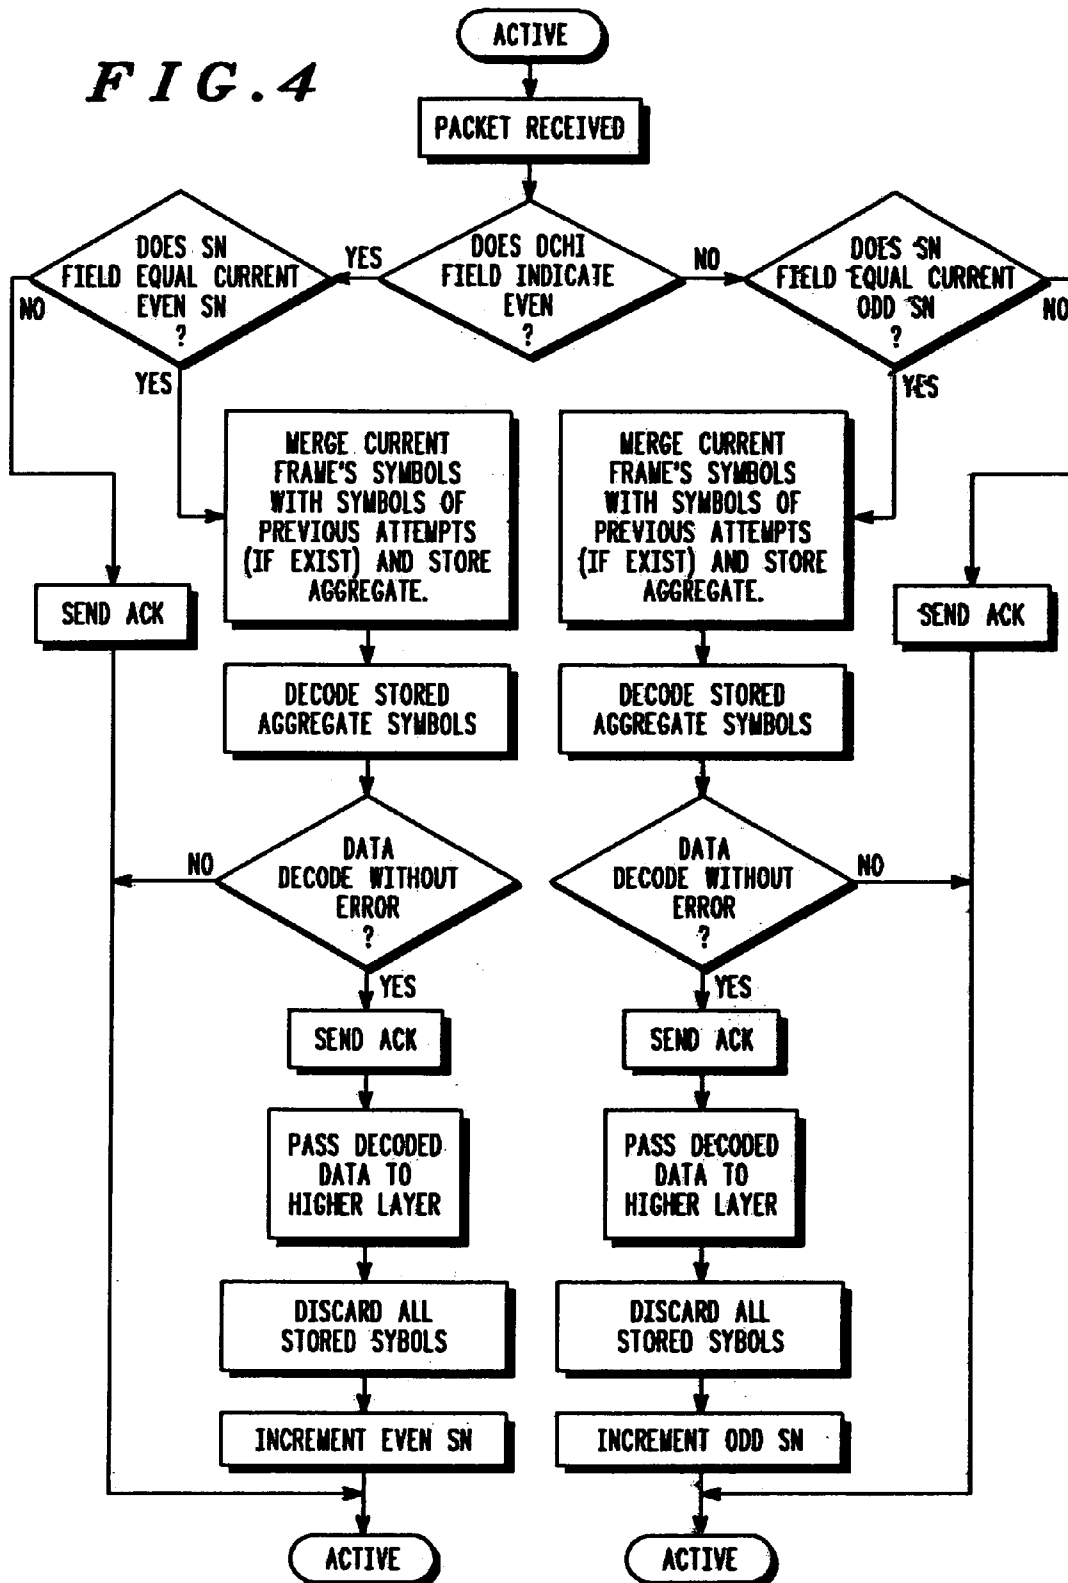 FIG.4
ACTIVE
PACKET RECEIVED
DOES DCHI
FIELD INDICATE
EVEN
?
YES
NO
DOES SN
FIELD EQUAL CURRENT
EVEN SN
?
NO
YES
DOES SN
FIELD EQUAL CURRENT
ODD SN
?
NO
YES
MERGE CURRENT
FRAME'S SYMBOLS
WITH SYMBOLS OF
PREVIOUS ATTEMPTS
(IF EXIST) AND STORE
AGGREGATE.
MERGE CURRENT
FRAME'S SYMBOLS
WITH SYMBOLS OF
PREVIOUS ATTEMPTS
(IF EXIST) AND STORE
AGGREGATE.
SEND ACK
SEND ACK
DECODE STORED
AGGREGATE SYMBOLS
DECODE STORED
AGGREGATE SYMBOLS
DATA
DECODE WITHOUT
ERROR
?
NO
YES
DATA
DECODE WITHOUT
ERROR
?
NO
YES
SEND ACK
SEND ACK
PASS DECODED
DATA TO
HIGHER LAYER
PASS DECODED
DATA TO
HIGHER LAYER
DISCARD ALL
STORED SYBOLS
DISCARD ALL
STORED SYBOLS
INCREMENT EVEN SN
INCREMENT ODD SN
ACTIVE
ACTIVE